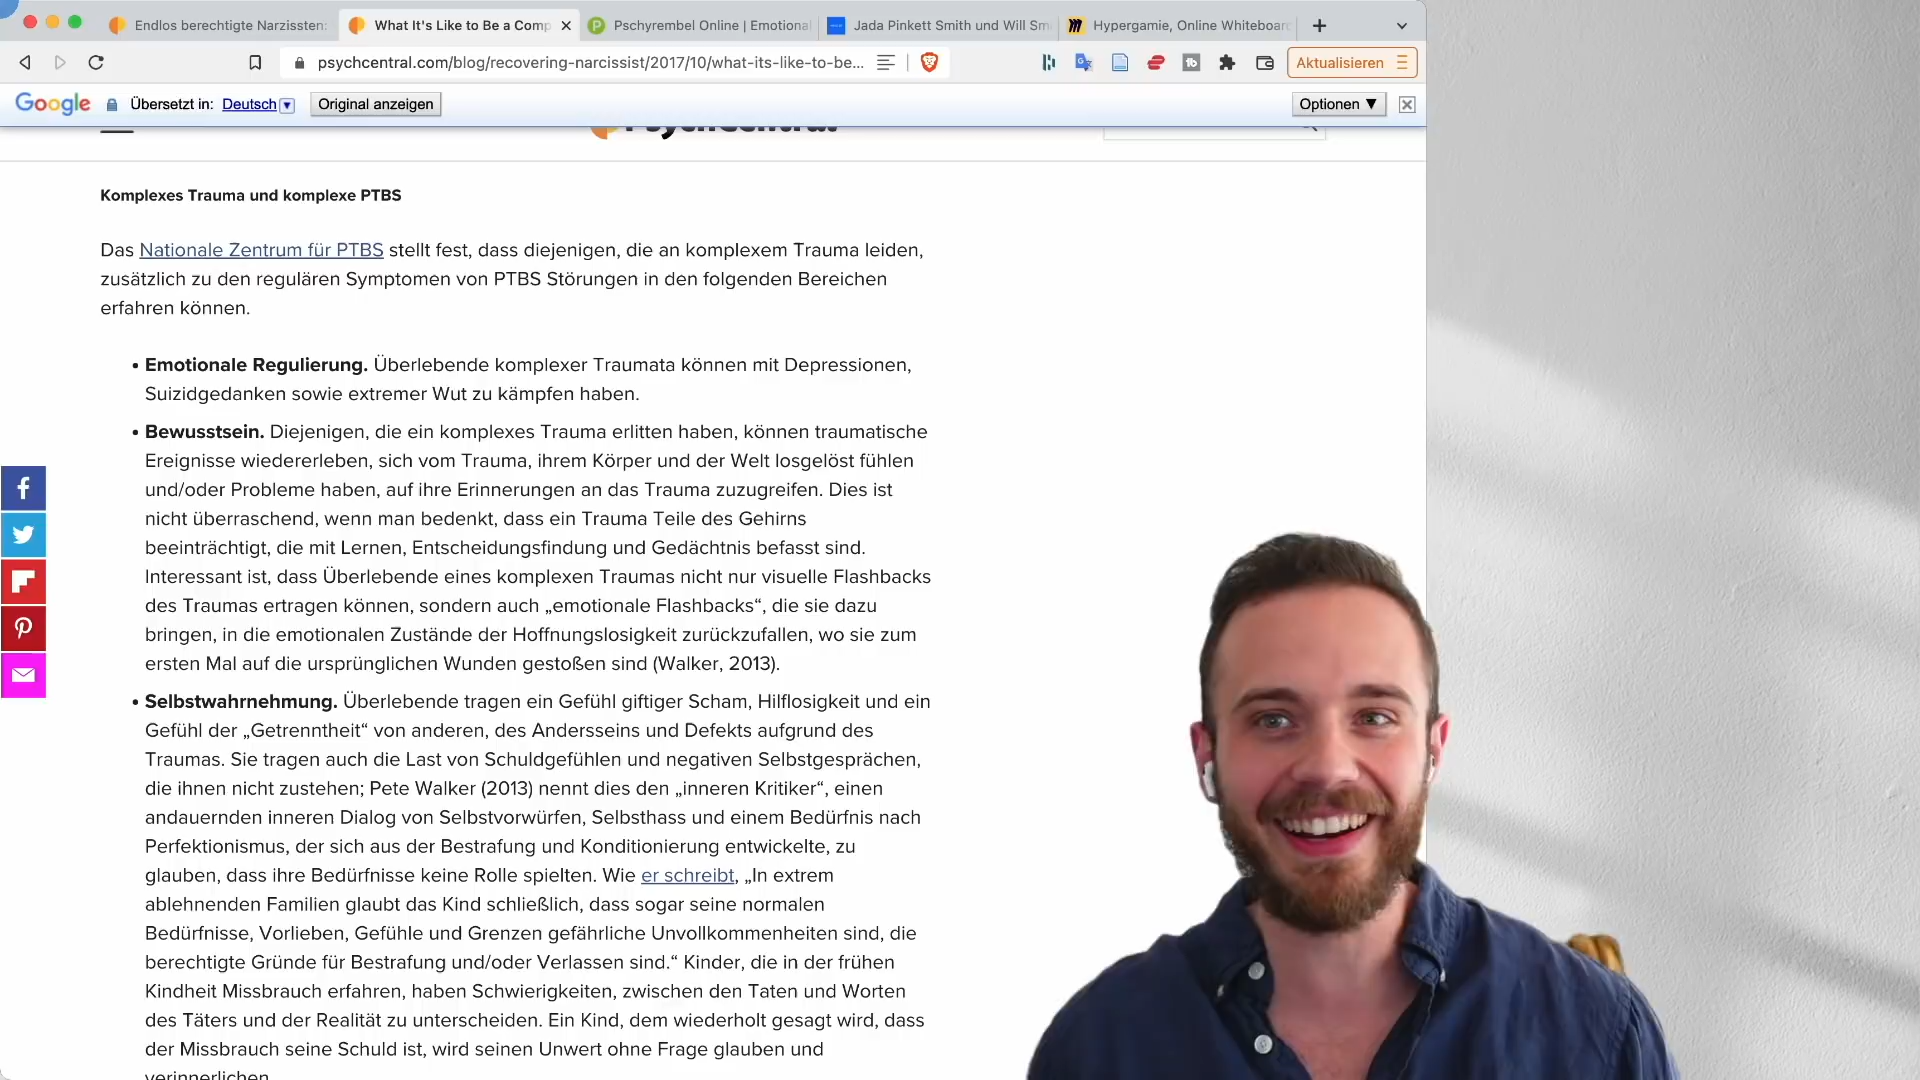 Endlos berechtigte Narzissten:
What It's Like to Be a Comp
Pschyrembel Online | Emotional
Jada Pinkett Smith und Will Sm
Hypergamie, Online Whiteboard
psychcentral.com/blog/recovering-narcissist/2017/10/what-its-like-to-be...
Aktualisieren
Google
Übersetzt in: Deutsch
Original anzeigen
Optionen ▼
PsychCentral
Komplexes Trauma und komplexe PTBS
Das Nationale Zentrum für PTBS stellt fest, dass diejenigen, die an komplexem Trauma leiden,
zusätzlich zu den regulären Symptomen von PTBS Störungen in den folgenden Bereichen
erfahren können.
• Emotionale Regulierung. Überlebende komplexer Traumata können mit Depressionen,
Suizidgedanken sowie extremer Wut zu kämpfen haben.
• Bewusstsein. Diejenigen, die ein komplexes Trauma erlitten haben, können traumatische
Ereignisse wiedererleben, sich vom Trauma, ihrem Körper und der Welt losgelöst fühlen
und/oder Probleme haben, auf ihre Erinnerungen an das Trauma zuzugreifen. Dies ist
nicht überraschend, wenn man bedenkt, dass ein Trauma Teile des Gehirns
beeinträchtigt, die mit Lernen, Entscheidungsfindung und Gedächtnis befasst sind.
Interessant ist, dass Überlebende eines komplexen Traumas nicht nur visuelle Flashbacks
des Traumas ertragen können, sondern auch „emotionale Flashbacks“, die sie dazu
bringen, in die emotionalen Zustände der Hoffnungslosigkeit zurückzufallen, wo sie zum
ersten Mal auf die ursprünglichen Wunden gestoßen sind (Walker, 2013).
• Selbstwahrnehmung. Überlebende tragen ein Gefühl giftiger Scham, Hilflosigkeit und ein
Gefühl der „Getrenntheit“ von anderen, des Andersseins und Defekts aufgrund des
Traumas. Sie tragen auch die Last von Schuldgefühlen und negativen Selbstgesprächen,
die ihnen nicht zustehen; Pete Walker (2013) nennt dies den „inneren Kritiker“, einen
andauernden inneren Dialog von Selbstvorwürfen, Selbsthass und einem Bedürfnis nach
Perfektionismus, der sich aus der Bestrafung und Konditionierung entwickelte, zu
glauben, dass ihre Bedürfnisse keine Rolle spielten. Wie er schreibt, „In extrem
ablehnenden Familien glaubt das Kind schließlich, dass sogar seine normalen
Bedürfnisse, Vorlieben, Gefühle und Grenzen gefährliche Unvollkommenheiten sind, die
berechtigte Gründe für Bestrafung und/oder Verlassen sind.“ Kinder, die in der frühen
Kindheit Missbrauch erfahren, haben Schwierigkeiten, zwischen den Taten und Worten
des Täters und der Realität zu unterscheiden. Ein Kind, dem wiederholt gesagt wird, dass
der Missbrauch seine Schuld ist, wird seinen Unwert ohne Frage glauben und
verinnerlichen